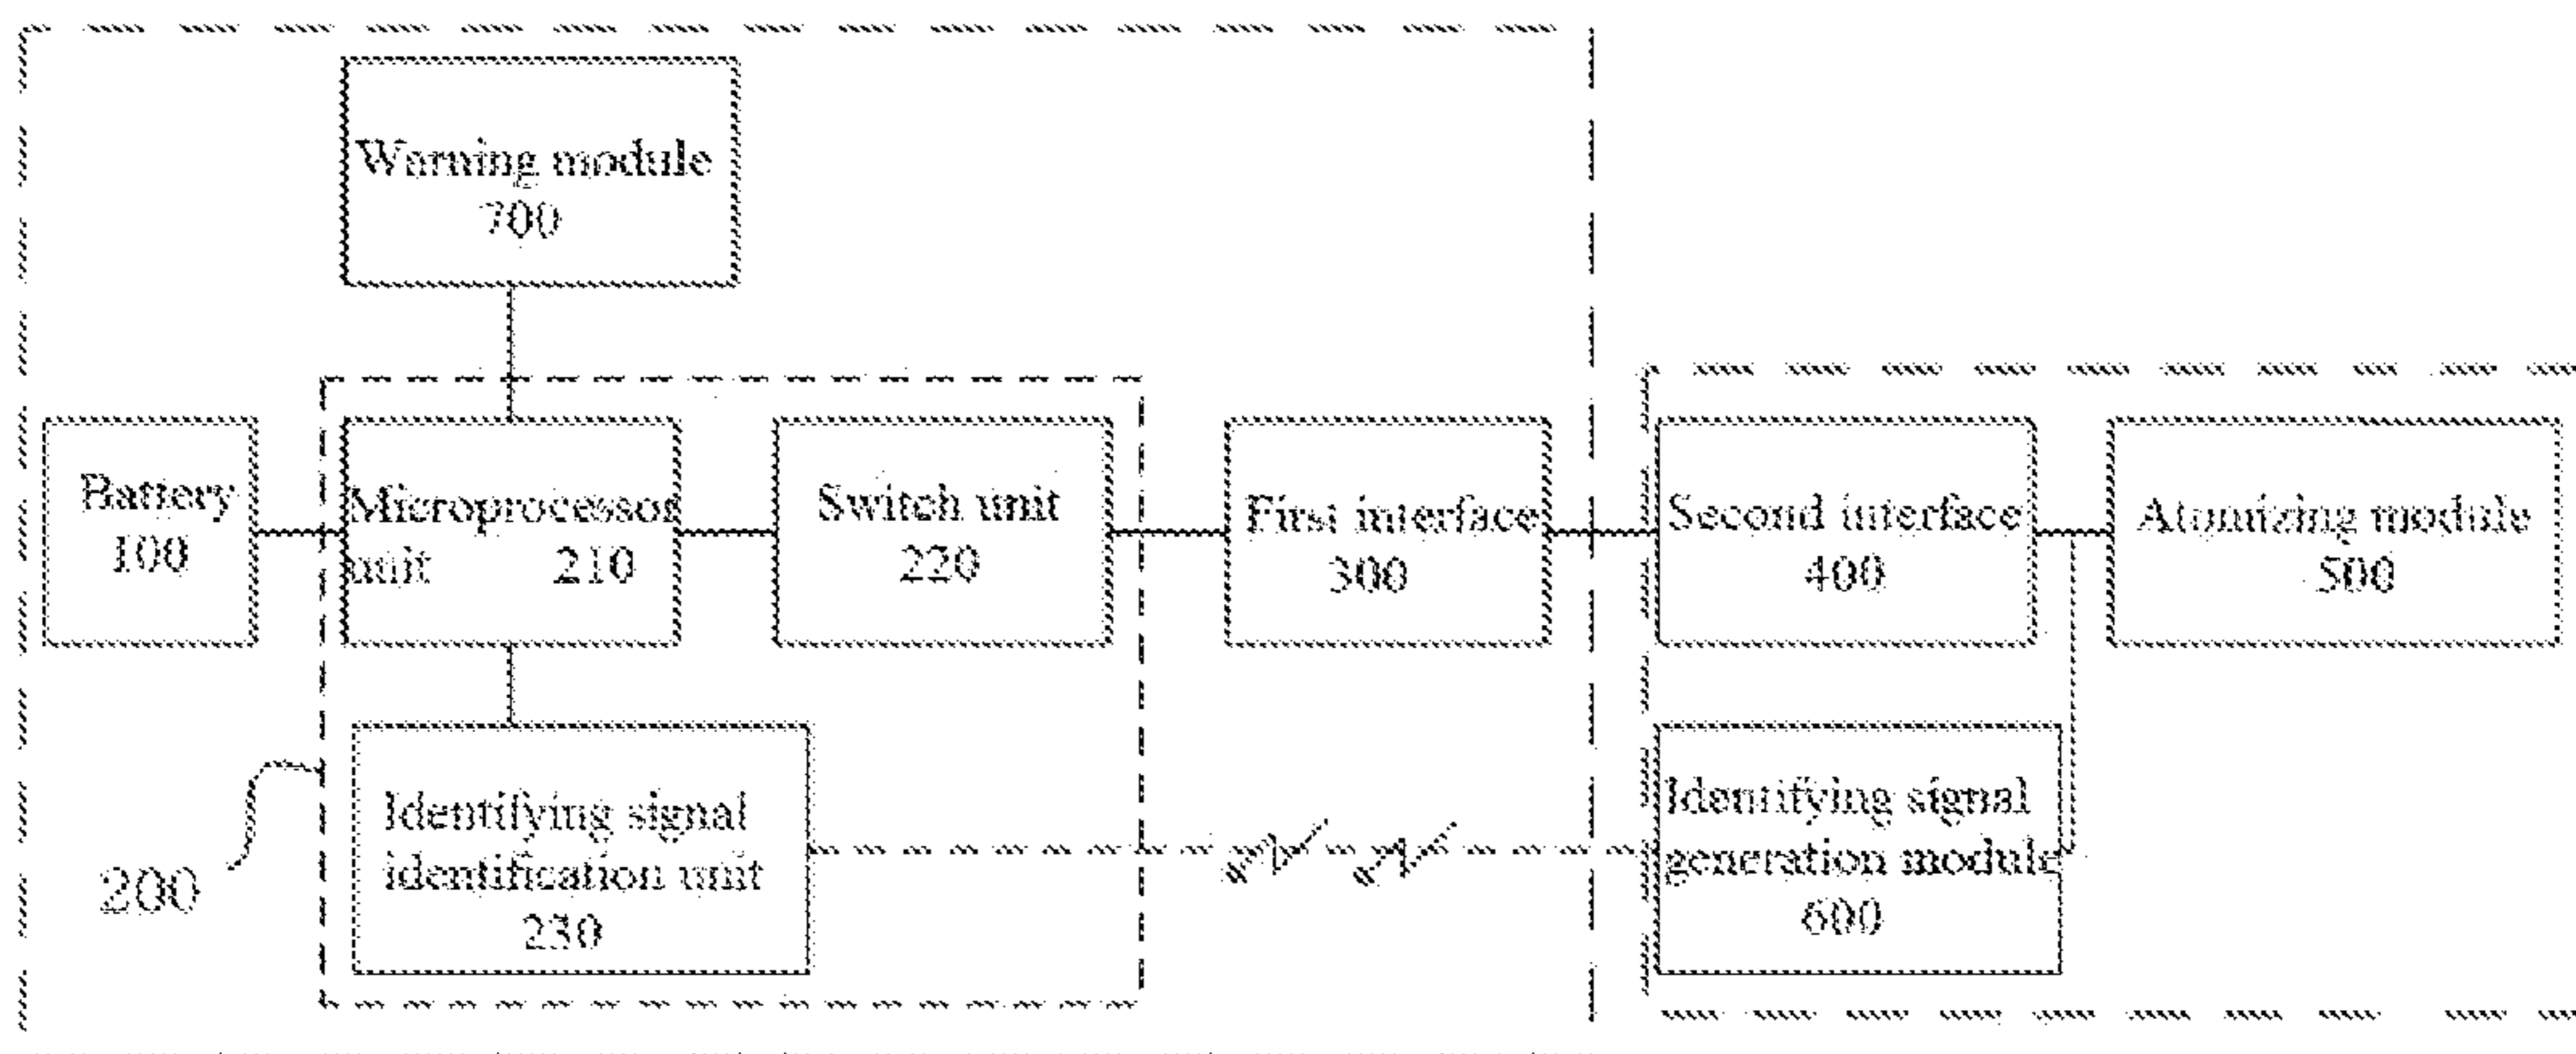 Warning module
700
Battery
100
Microprocessor
unit 210
Switch unit
220
First interface
300
Second interface
400
Atomizing module
500
Identifying signal
identification unit
230
200
Identifying signal
generation module
600